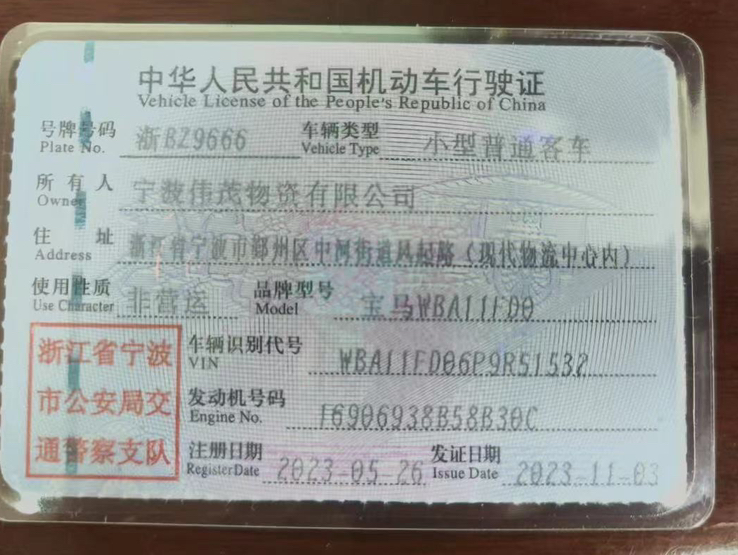 中华人民共和国机动车行驶证
Vehicle License of the People's Republic of China
号牌号码 浙BZ9666 车辆类型 小型普通客车
Plate No. Vehicle Type
所有人 宁波伟茂物资有限公司
Owner
住址 浙江省宁波市鄞州区中河街道凤起路（现代物流中心内）
Address
使用性质 非营运 品牌型号 宝马WBA11FD0
Use Character Model
浙江省宁波
市公安局交
通警察支队
车辆识别代号 WBA11FD06P9RS1532
VIN
发动机号码 16906938B58B30C
Engine No.
注册日期 2023-05-26 发证日期 2023-11-03
Register Date Issue Date